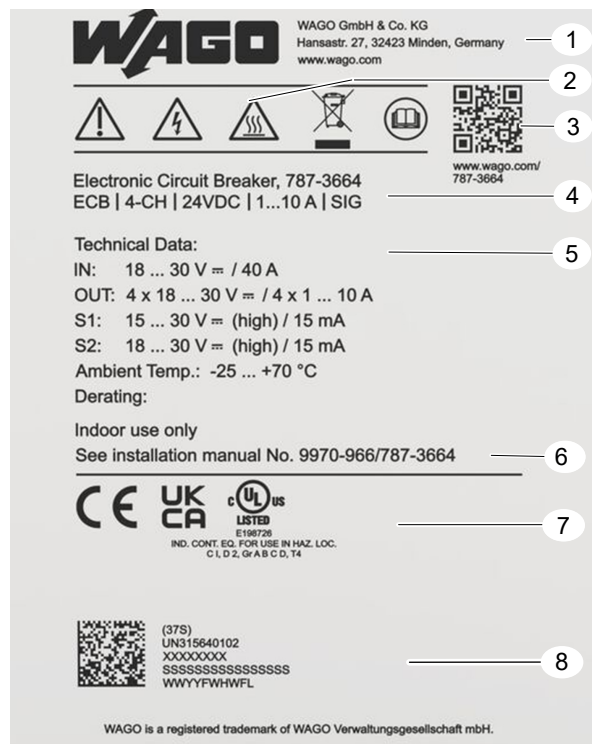 WAGO
WAGO GmbH & Co. KG
Hansastr. 27, 32423 Minden, Germany
www.wago.com
1
2
3
www.wago.com/
787-3664
Electronic Circuit Breaker, 787-3664
ECB | 4-CH | 24VDC | 1...10 A | SIG
4
Technical Data:
5
IN: 18 ... 30 V ⎓ / 40 A
OUT: 4 x 18 ... 30 V ⎓ / 4 x 1 ... 10 A
S1: 15 ... 30 V ⎓ (high) / 15 mA
S2: 18 ... 30 V ⎓ (high) / 15 mA
Ambient Temp.: -25 ... +70 °C
Derating:
Indoor use only
See installation manual No. 9970-966/787-3664
6
CE UK CA c UL us
LISTED
E198726
IND. CONT. EQ. FOR USE IN HAZ. LOC.
C I, D 2, Gr A B C D, T4
7
(37S)
UN315640102
XXXXXXXX
SSSSSSSSSSSSSSSS
WWYYFWHWFL
8
WAGO is a registered trademark of WAGO Verwaltungsgesellschaft mbH.